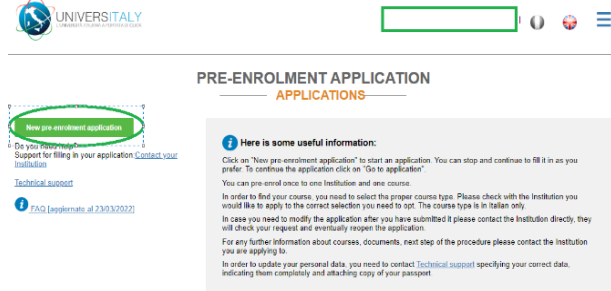 UNIVERSITALY
PRE-ENROLMENT APPLICATION
APPLICATIONS
New pre-enrolment application
Do you need help?
Support for filling in your application Contact your
Institution
Technical support
FAQ [aggiornate al 23/03/2022]
Here is some useful information:
Click on "New pre-enrolment application" to start an application. You can stop and continue to fill it in as you
prefer. To continue the application click on "Go to application".
You can pre-enrol once to one Institution and one course.
In order to find your course, you need to select the proper course type. Please check with the Institution you
would like to apply to the correct selection you need to opt. The course type is in Italian only.
In case you need to modify the application after you have submitted it please contact the Institution directly, they
will check your request and eventually reopen the application.
For any further information about courses, documents, next step of the procedure please contact the Institution
you are applying to.
In order to update your personal data, you need to contact Technical support specifying your correct data,
indicating them completely and attaching copy of your passport.